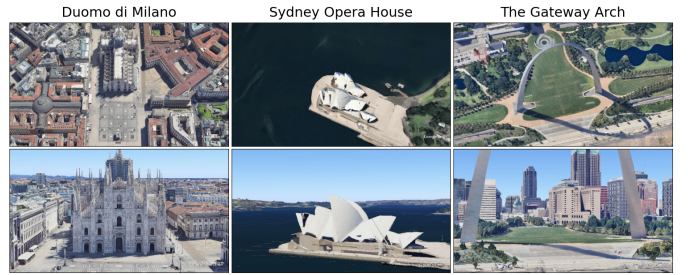 Duomo di Milano
Sydney Opera House
The Gateway Arch